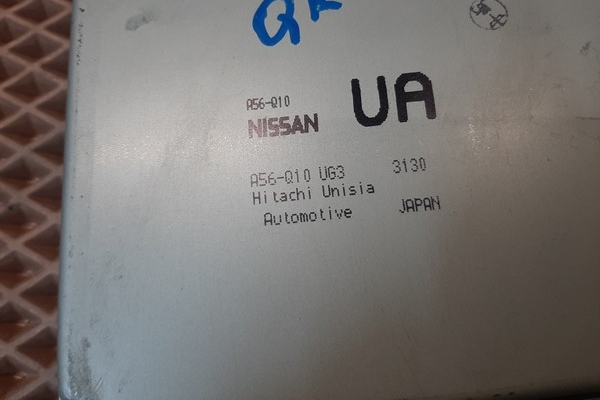 QR
A56-Q10
NISSAN UA
A56-Q10 UG3 3130
Hitachi Unisia
Automotive JAPAN